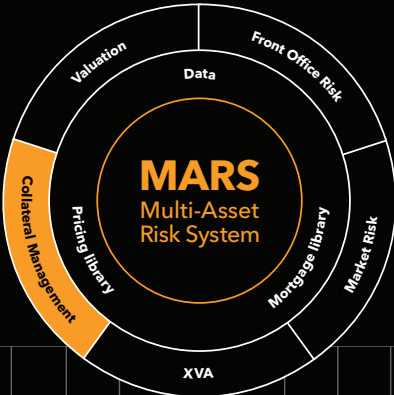 Valuation
Front Office Risk
Data
MARS
Multi-Asset
Risk System
Collateral Management
Pricing library
Mortgage library
Market Risk
XVA